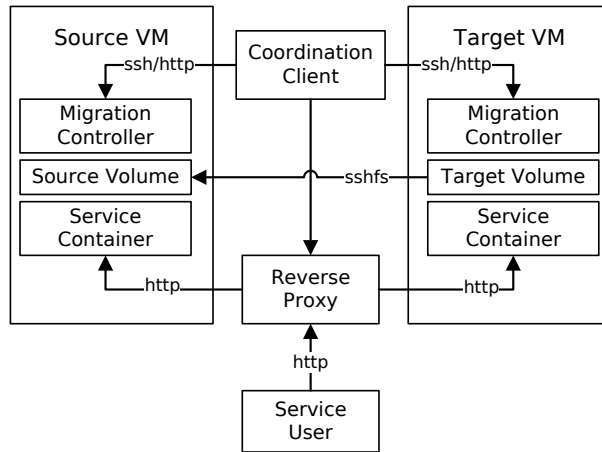 Source VM
Coordination
Client
Target VM
ssh/http
ssh/http
Migration
Controller
Migration
Controller
Source Volume
sshfs
Target Volume
Service
Container
Service
Container
http
Reverse
Proxy
http
http
Service
User